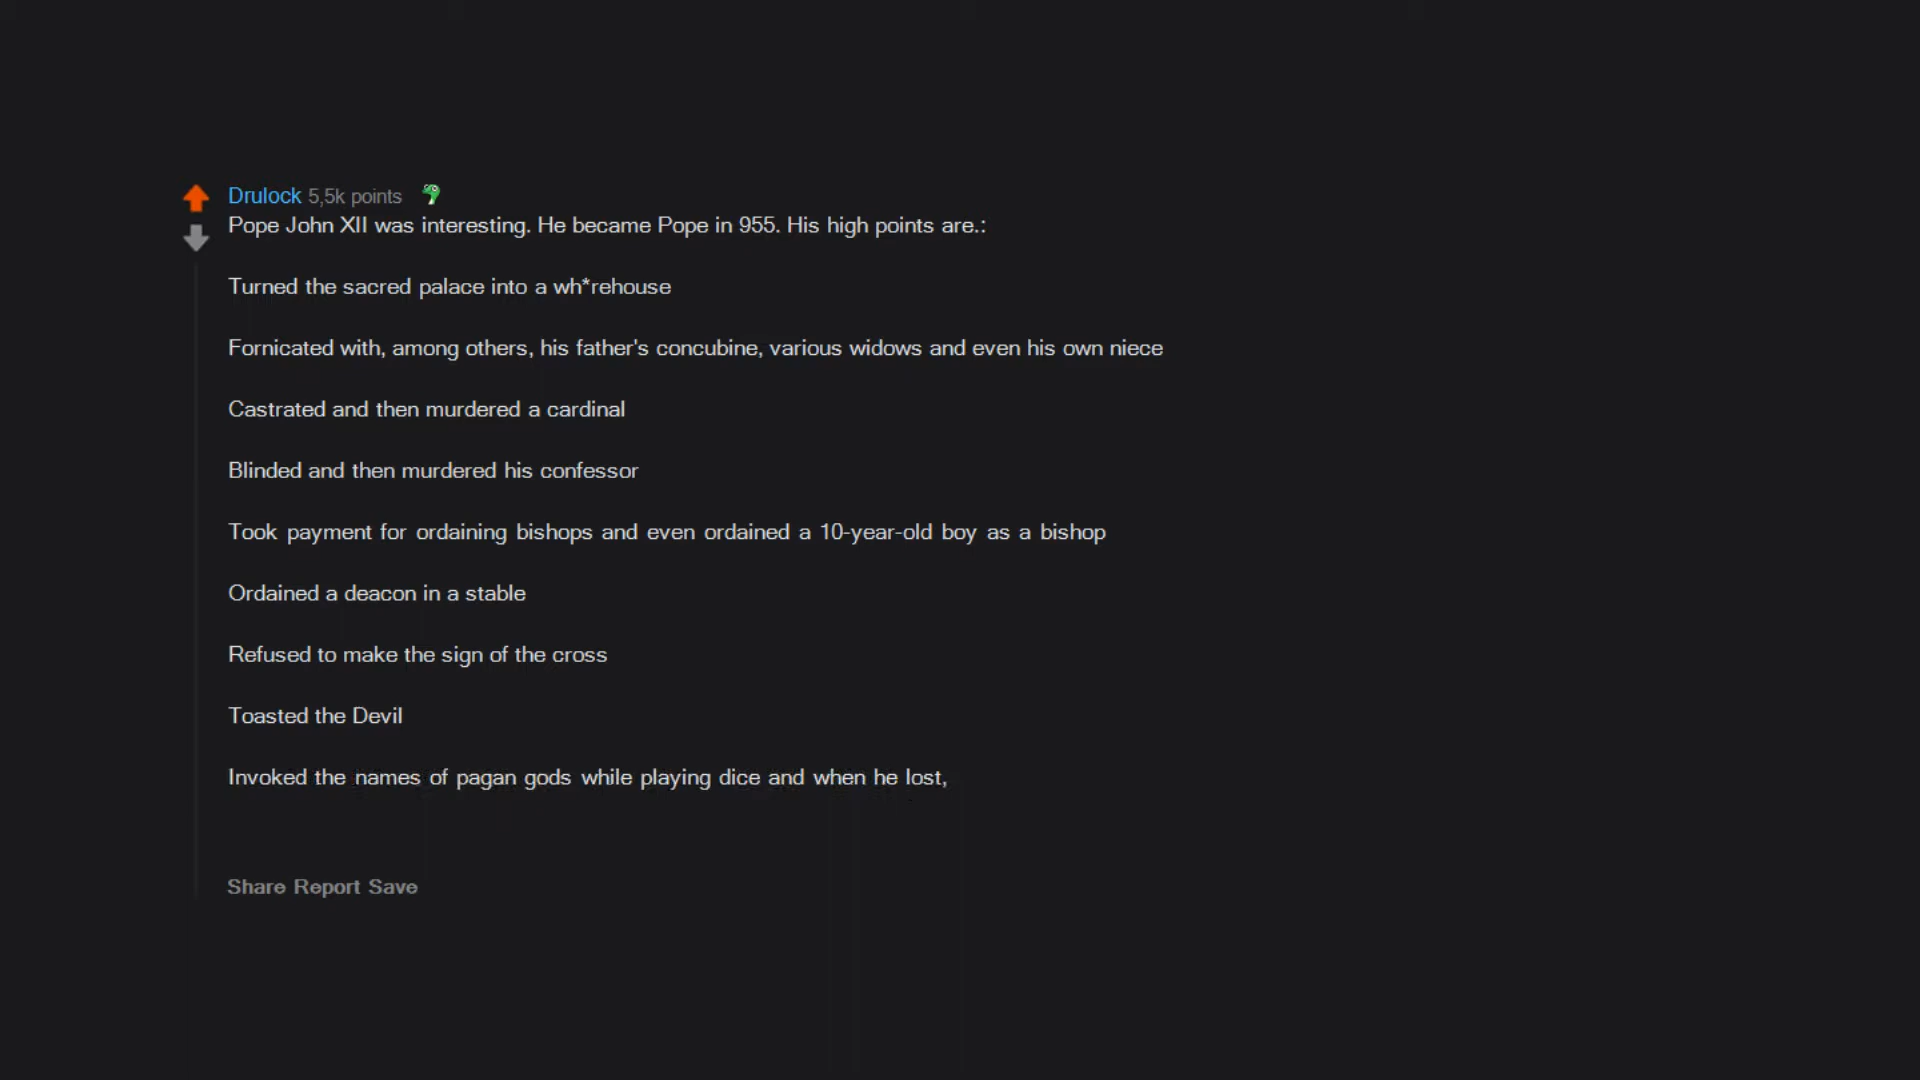 Drulock 5,5k points
Pope John XII was interesting. He became Pope in 955. His high points are.:
Turned the sacred palace into a wh*rehouse
Fornicated with, among others, his father's concubine, various widows and even his own niece
Castrated and then murdered a cardinal
Blinded and then murdered his confessor
Took payment for ordaining bishops and even ordained a 10-year-old boy as a bishop
Ordained a deacon in a stable
Refused to make the sign of the cross
Toasted the Devil
Invoked the names of pagan gods while playing dice and when he lost,
Share Report Save